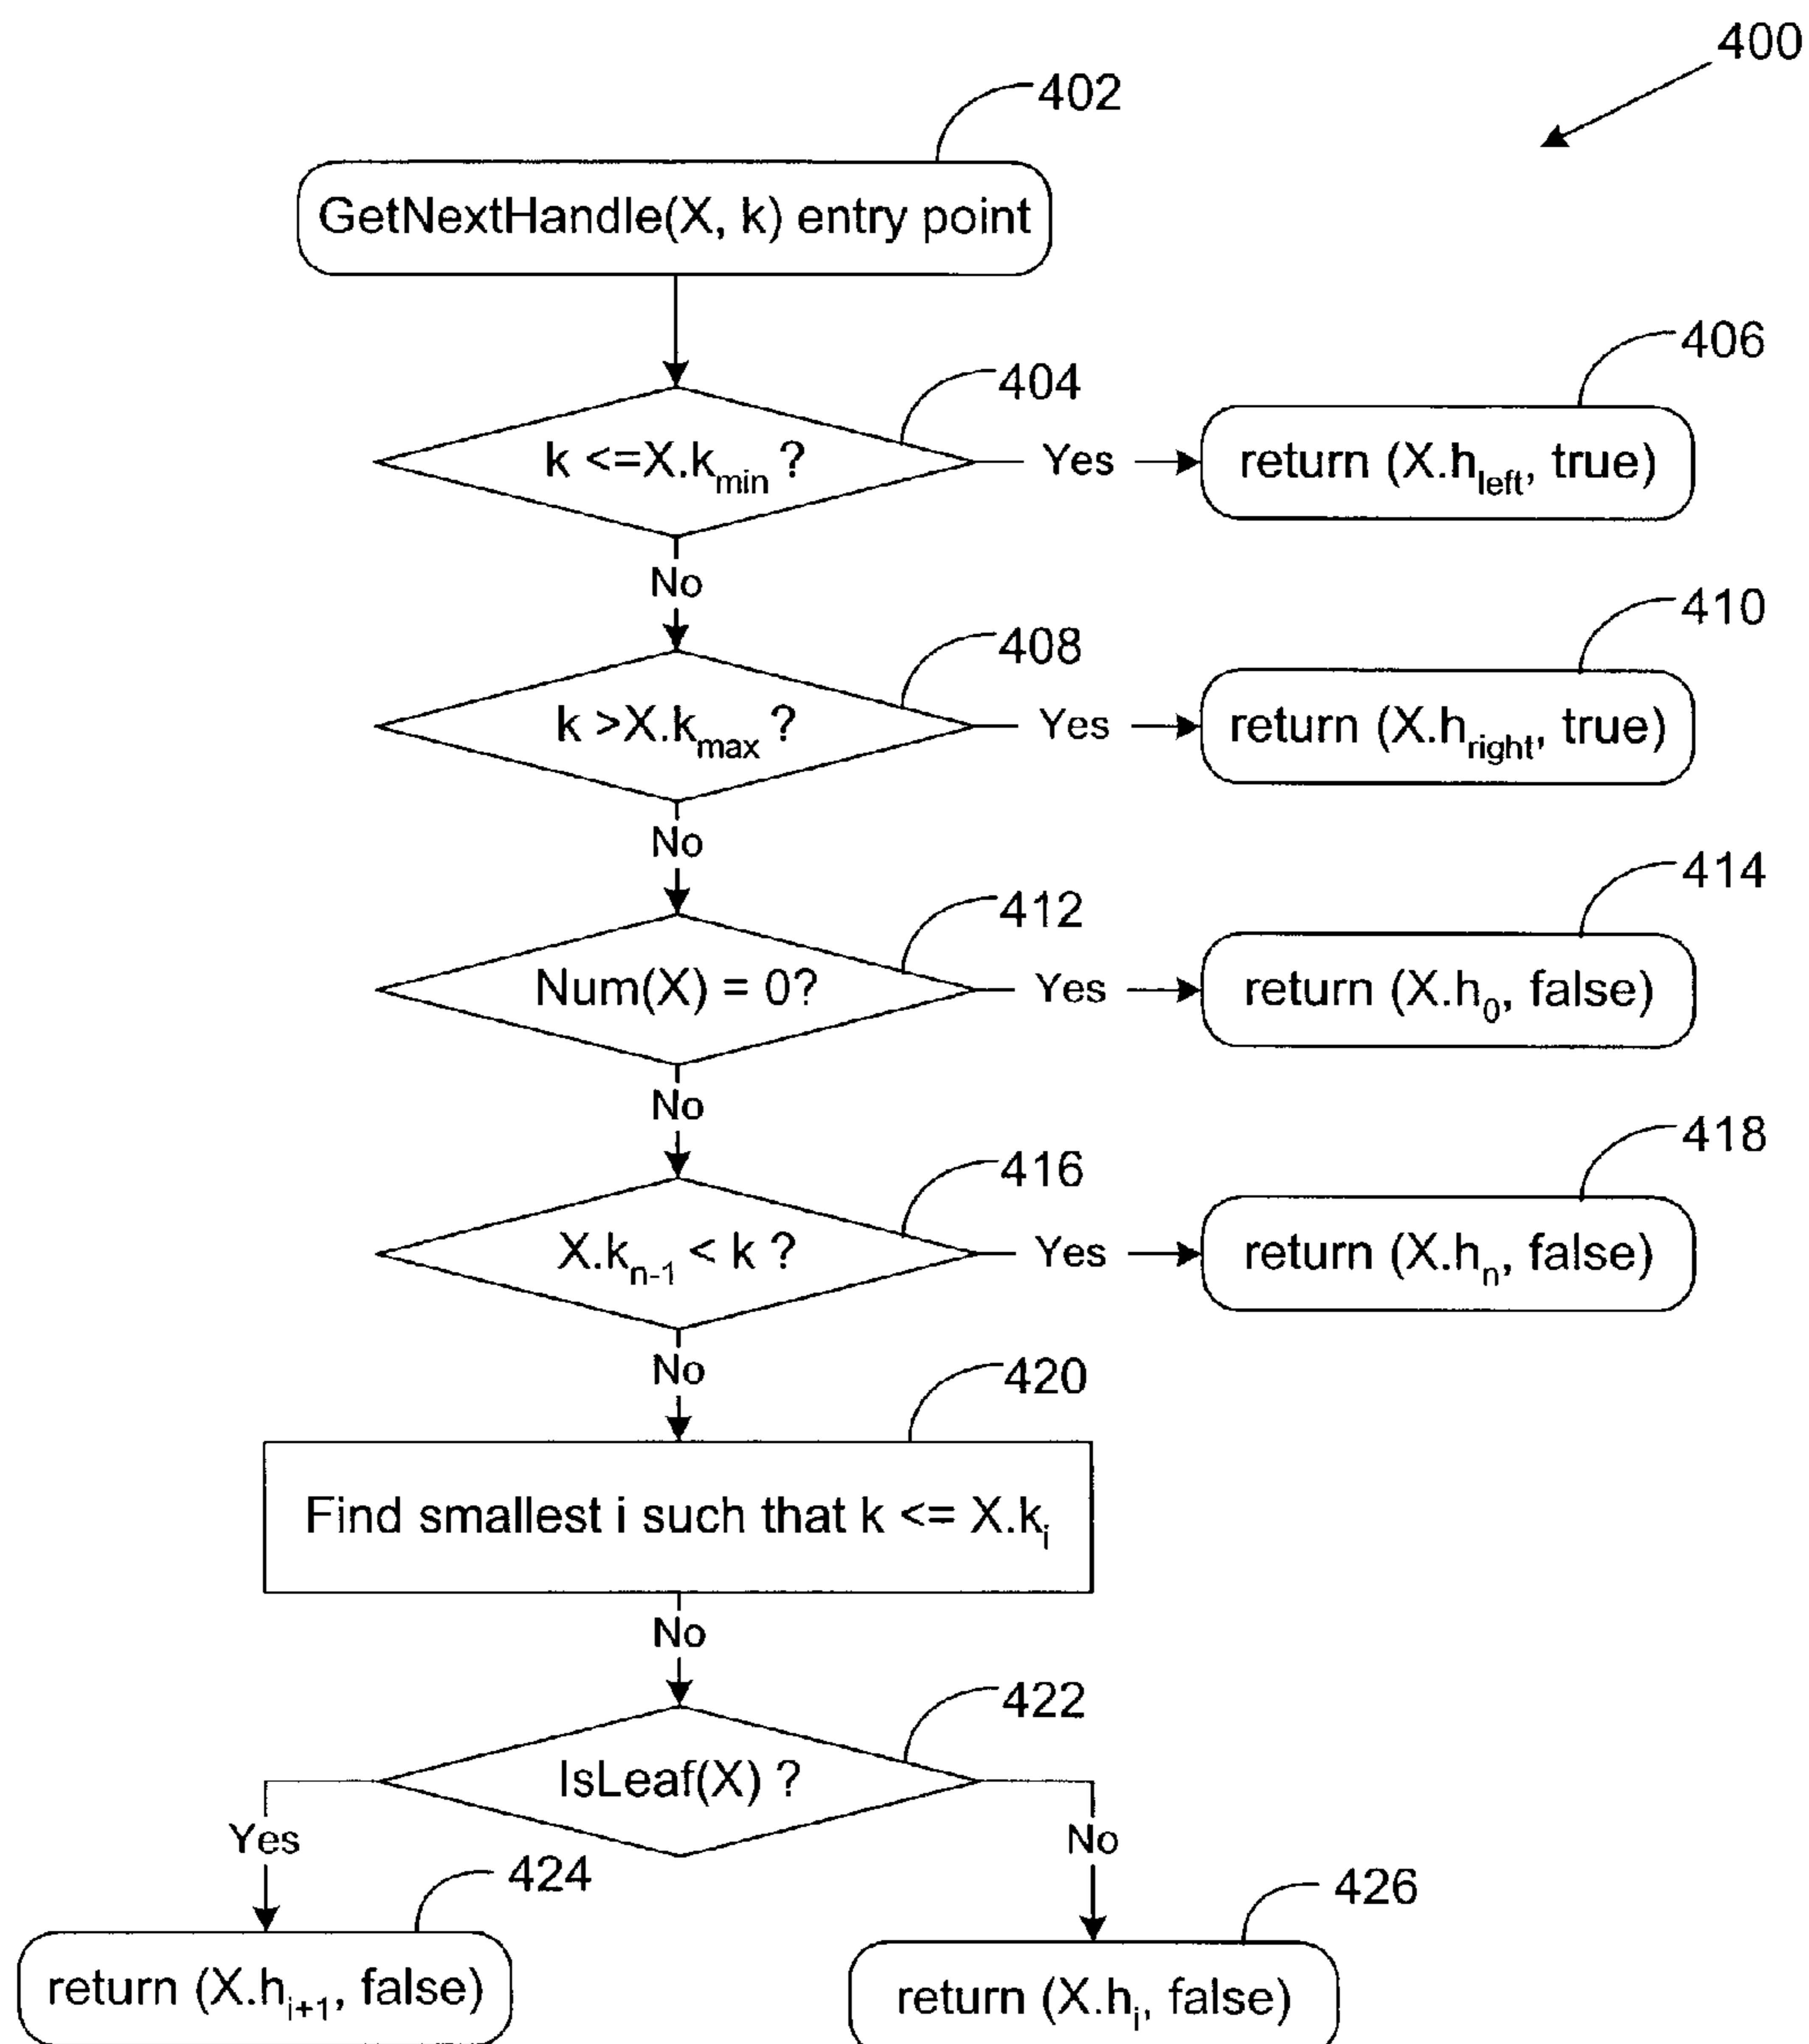 400
402
GetNextHandle(X, k) entry point
404
k <=X.kmin ?
Yes
406
return (X.hleft, true)
No
408
k >X.kmax ?
Yes
410
return (X.hright, true)
No
412
Num(X) = 0?
Yes
414
return (X.h0, false)
No
416
X.kn-1 < k ?
Yes
418
return (X.hn, false)
No
420
Find smallest i such that k <= X.ki
No
422
IsLeaf(X) ?
Yes
No
424
return (X.hi+1, false)
426
return (X.hi, false)